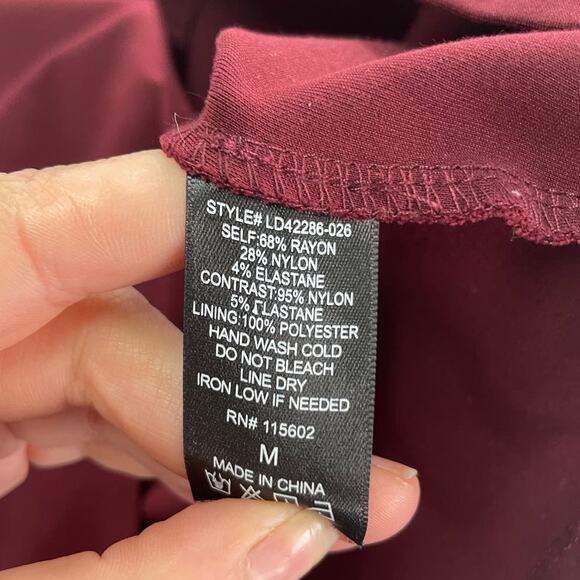 STYLE# LD42286-026
SELF:68% RAYON
28% NYLON
4% ELASTANE
CONTRAST:95% NYLON
5% ELASTANE
LINING:100% POLYESTER
HAND WASH COLD
DO NOT BLEACH
LINE DRY
IRON LOW IF NEEDED
RN# 115602
M
MADE IN CHINA